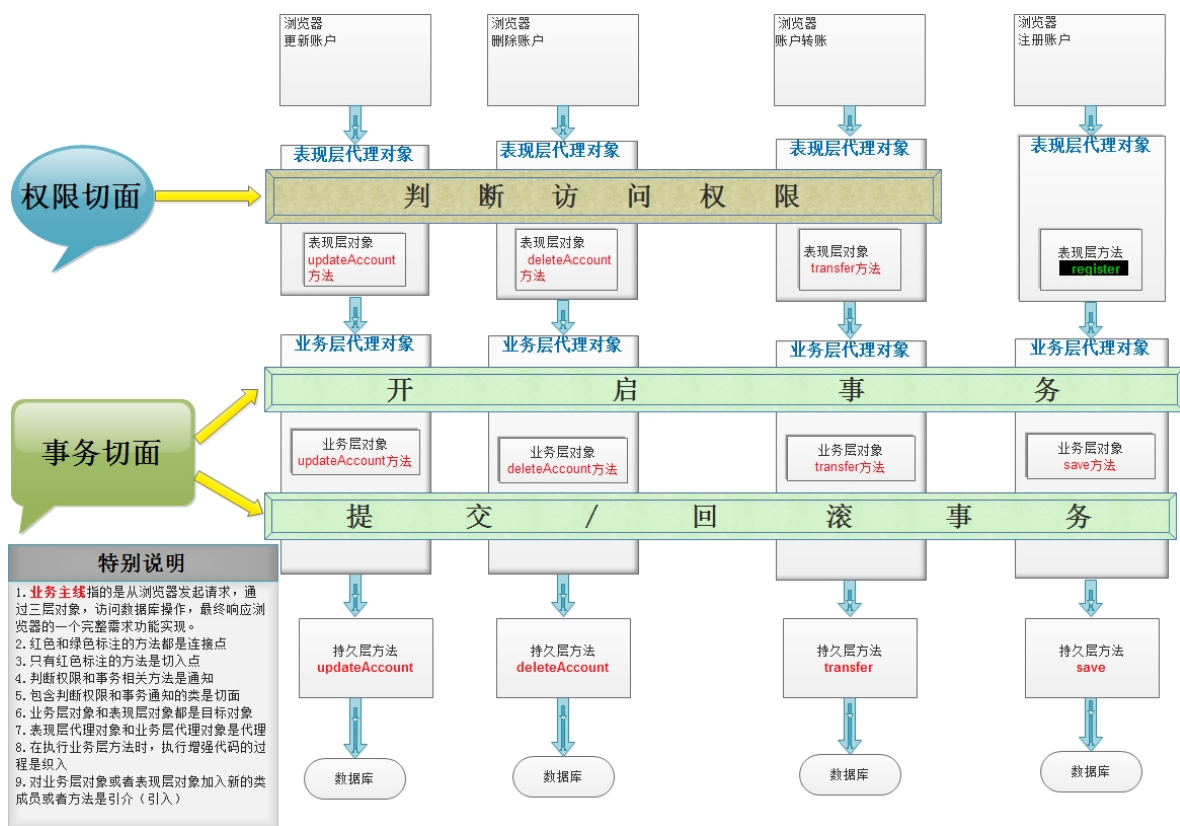 浏览器
更新账户
浏览器
删除账户
浏览器
账户转账
浏览器
注册账户
表现层代理对象
表现层代理对象
表现层代理对象
表现层代理对象
权限切面
判断访问权限
表现层对象
updateAccount
方法
表现层对象
deleteAccount
方法
表现层对象
transfer方法
表现层方法
register
业务层代理对象
业务层代理对象
业务层代理对象
业务层代理对象
开启事务
事务切面
业务层对象
updateAccount方法
业务层对象
deleteAccount方法
业务层对象
transfer方法
业务层对象
save方法
提交/回滚事务
特别说明
1.业务主线指的是从浏览器发起请求，通
过三层对象，访问数据库操作，最终响应浏
览器的一个完整需求功能实现。
2.红色和绿色标注的方法都是连接点
3.只有红色标注的方法是切入点
4.判断权限和事务相关方法是通知
5.包含判断权限和事务通知的类是切面
6.业务层对象和表现层对象都是目标对象
7.表现层代理对象和业务层代理对象是代理
8.在执行业务层方法时，执行增强代码的过
程是织入
9.对业务层对象或者表现层对象加入新的类
成员或者方法是引介（引入）
持久层方法
updateAccount
持久层方法
deleteAccount
持久层方法
transfer
持久层方法
save
数据库
数据库
数据库
数据库